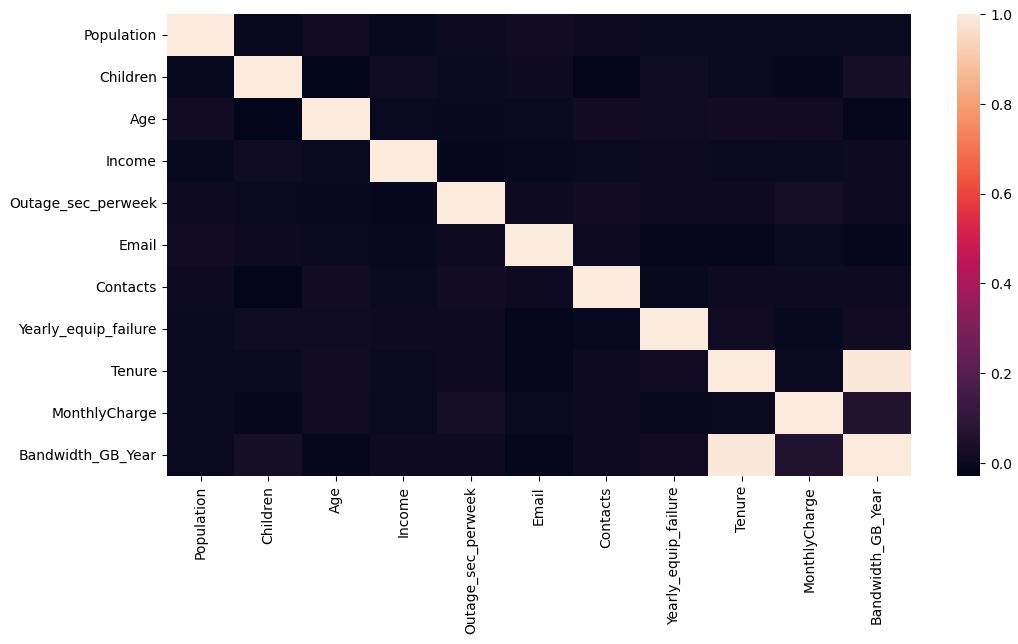 Population
Children
Age
Income
Outage_sec_perweek
Email
Contacts
Yearly_equip_failure
Tenure
MonthlyCharge
Bandwidth_GB_Year
Population
Children
Age
Income
Outage_sec_perweek
Email
Contacts
Yearly_equip_failure
Tenure
MonthlyCharge
Bandwidth_GB_Year
1.0
0.8
0.6
0.4
0.2
0.0